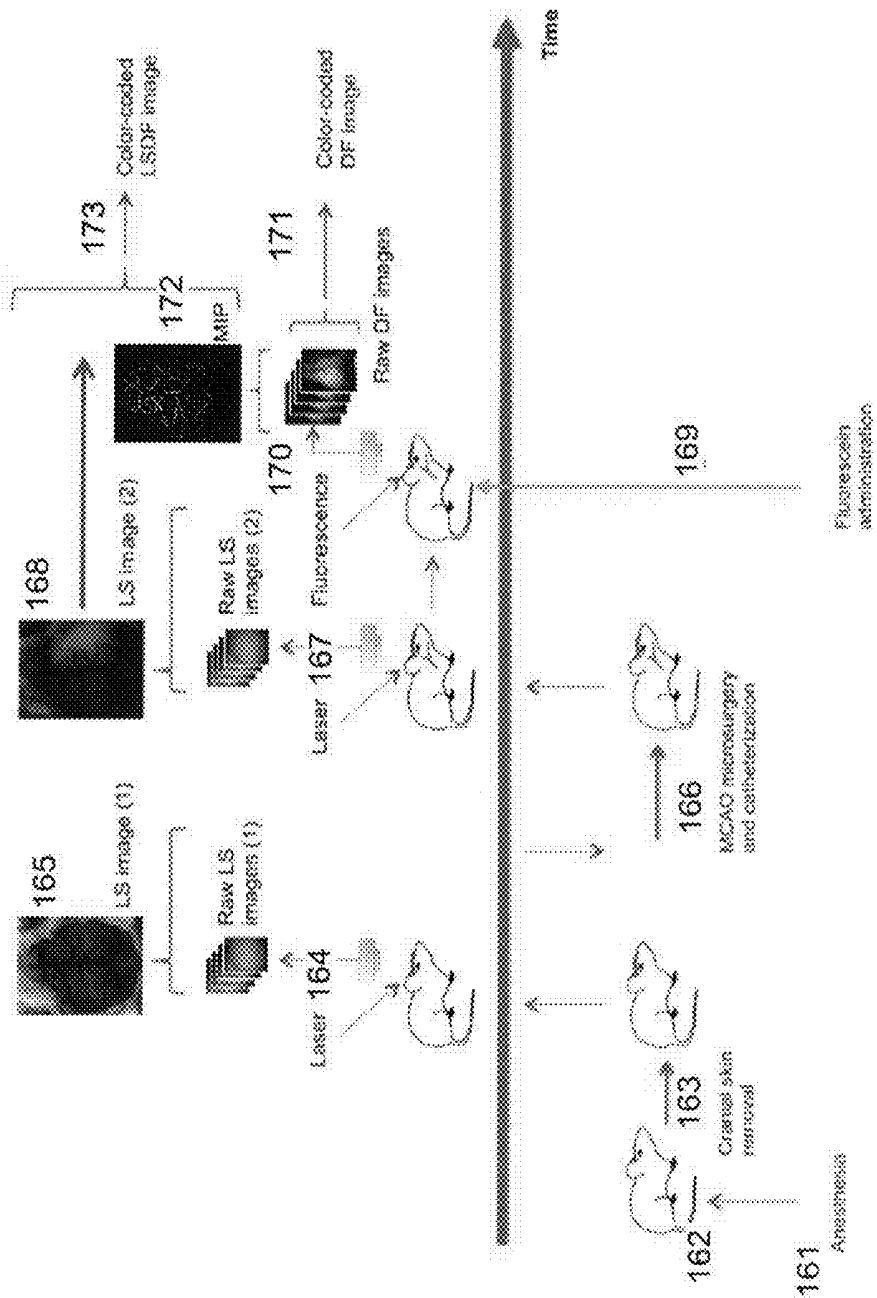 165
LS image (1)
Raw LS
images (1)
Laser
164
168
LS image (2)
Raw LS
images (2)
Laser
167
Fluorescence
170
172
MIP
Raw DF images
173
Color-coded
LSDF image
171
Color-coded
DF image
Time
161
Anesthesia
162
163
Cranial skin
removal
166
MCAO microsurgery
and catheterization
169
Fluorescein
administration